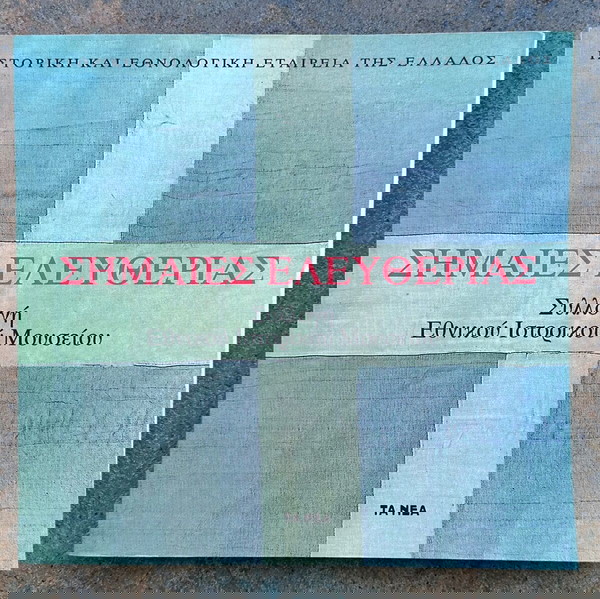 ΙΣΤΟΡΙΚΗ ΚΑΙ ΕΘΝΟΛΟΓΙΚΗ ΕΤΑΙΡΕΙΑ ΤΗΣ ΕΛΛΑΔΟΣ
ΣΗΜΑΙΕΣ ΕΛΕΥΘΕΡΙΑΣ
Συλλογή
Εθνικού Ιστορικού Μουσείου
ΤΑ ΝΕΑ